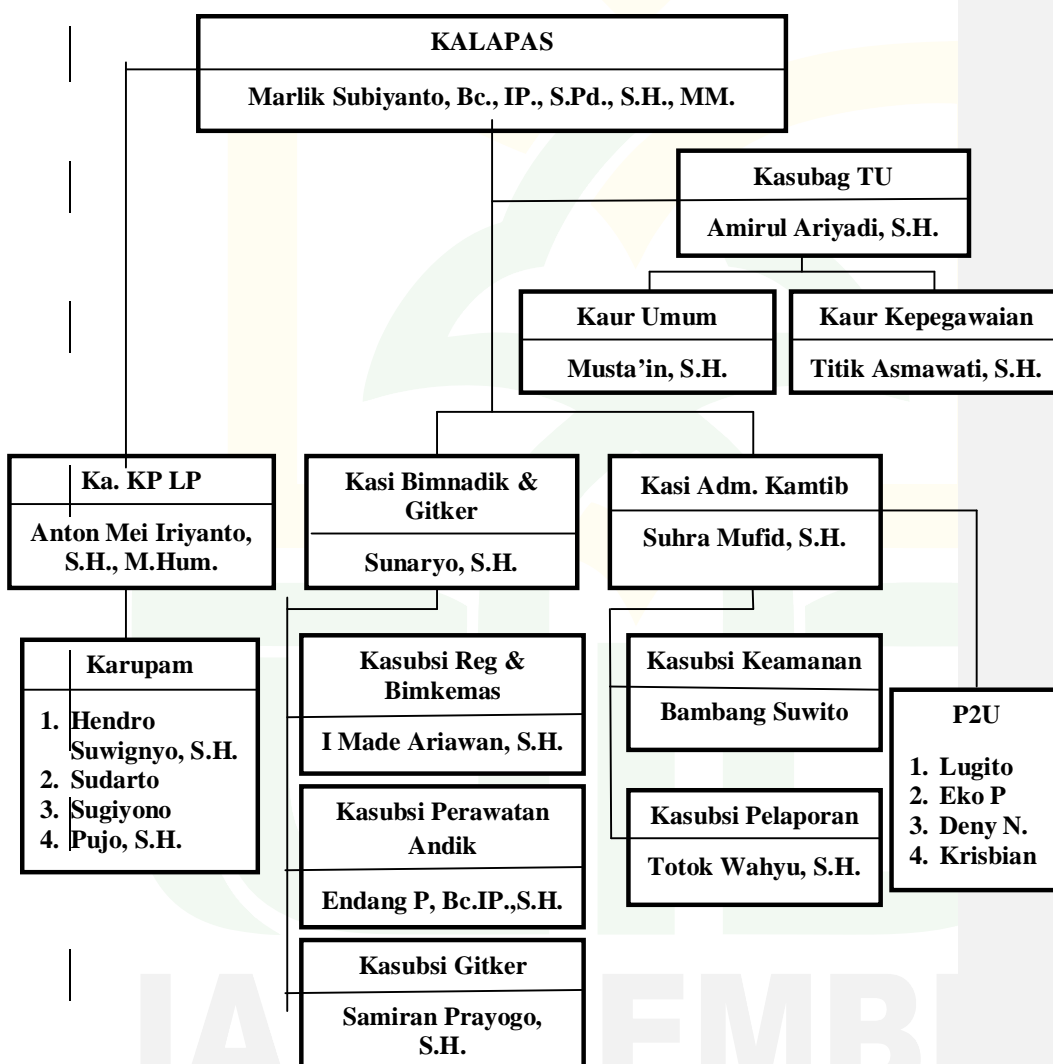 KALAPAS
Marlik Subiyanto, Bc., IP., S.Pd., S.H., MM.
Kasubag TU
Amirul Ariyadi, S.H.
Kaur Umum
Musta’in, S.H.
Kaur Kepegawaian
Titik Asmawati, S.H.
Ka. KP LP
Anton Mei Iriyanto,
S.H., M.Hum.
Kasi Bimnadik &
Gitker
Sunaryo, S.H.
Kasi Adm. Kamtib
Suhra Mufid, S.H.
Karupam
1. Hendro
Suwignyo, S.H.
2. Sudarto
3. Sugiyono
4. Pujo, S.H.
Kasubsi Reg &
Bimkemas
I Made Ariawan, S.H.
Kasubsi Perawatan
Andik
Endang P, Bc.IP.,S.H.
Kasubsi Gitker
Samiran Prayogo,
S.H.
Kasubsi Keamanan
Bambang Suwito
Kasubsi Pelaporan
Totok Wahyu, S.H.
P2U
1. Lugito
2. Eko P
3. Deny N.
4. Krisbian